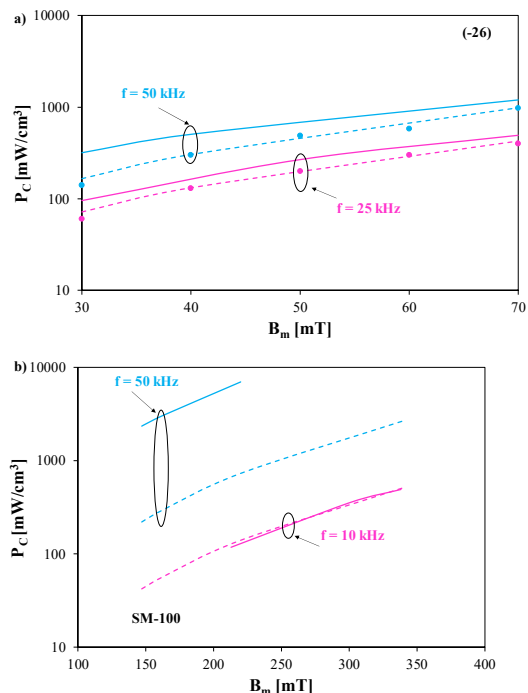 a)
(-26)
f = 50 kHz
f = 25 kHz
P_C [mW/cm³]
10000
1000
100
10
30 40 50 60 70
B_m [mT]
b)
f = 50 kHz
f = 10 kHz
SM-100
P_C [mW/cm³]
10000
1000
100
10
100 150 200 250 300 350 400
B_m [mT]